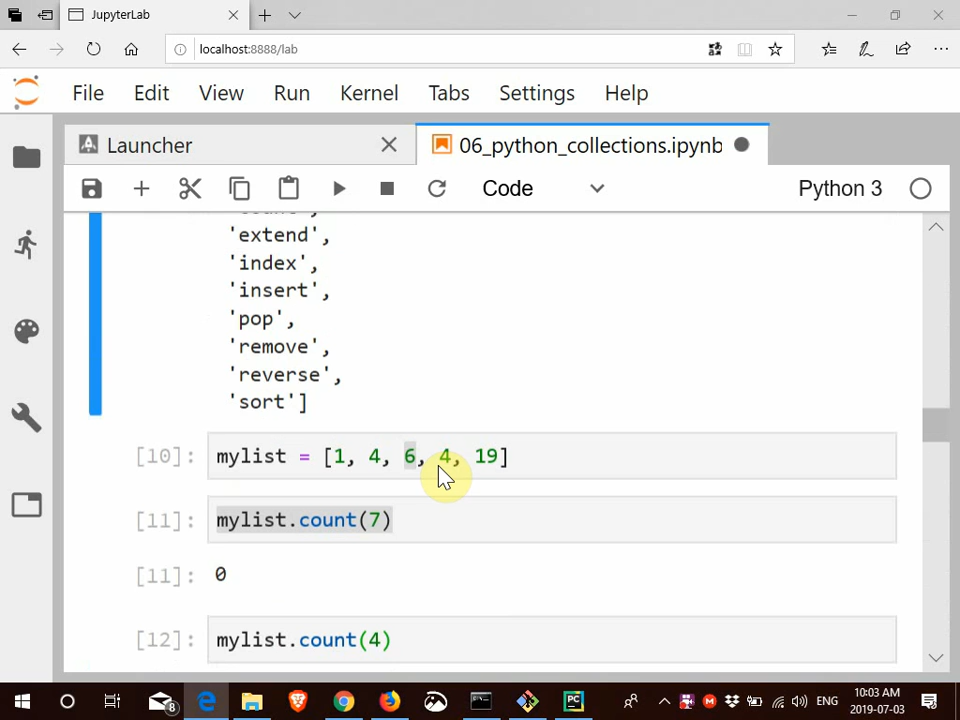 JupyterLab
localhost:8888/lab
File Edit View Run Kernel Tabs Settings Help
Launcher
06_python_collections.ipynb
Code
Python 3
'extend',
'index',
'insert',
'pop',
'remove',
'reverse',
'sort']
[10]: mylist = [1, 4, 6, 4, 19]
[11]: mylist.count(7)
[11]: 0
[12]: mylist.count(4)
8
ENG
10:03 AM
2019-07-03